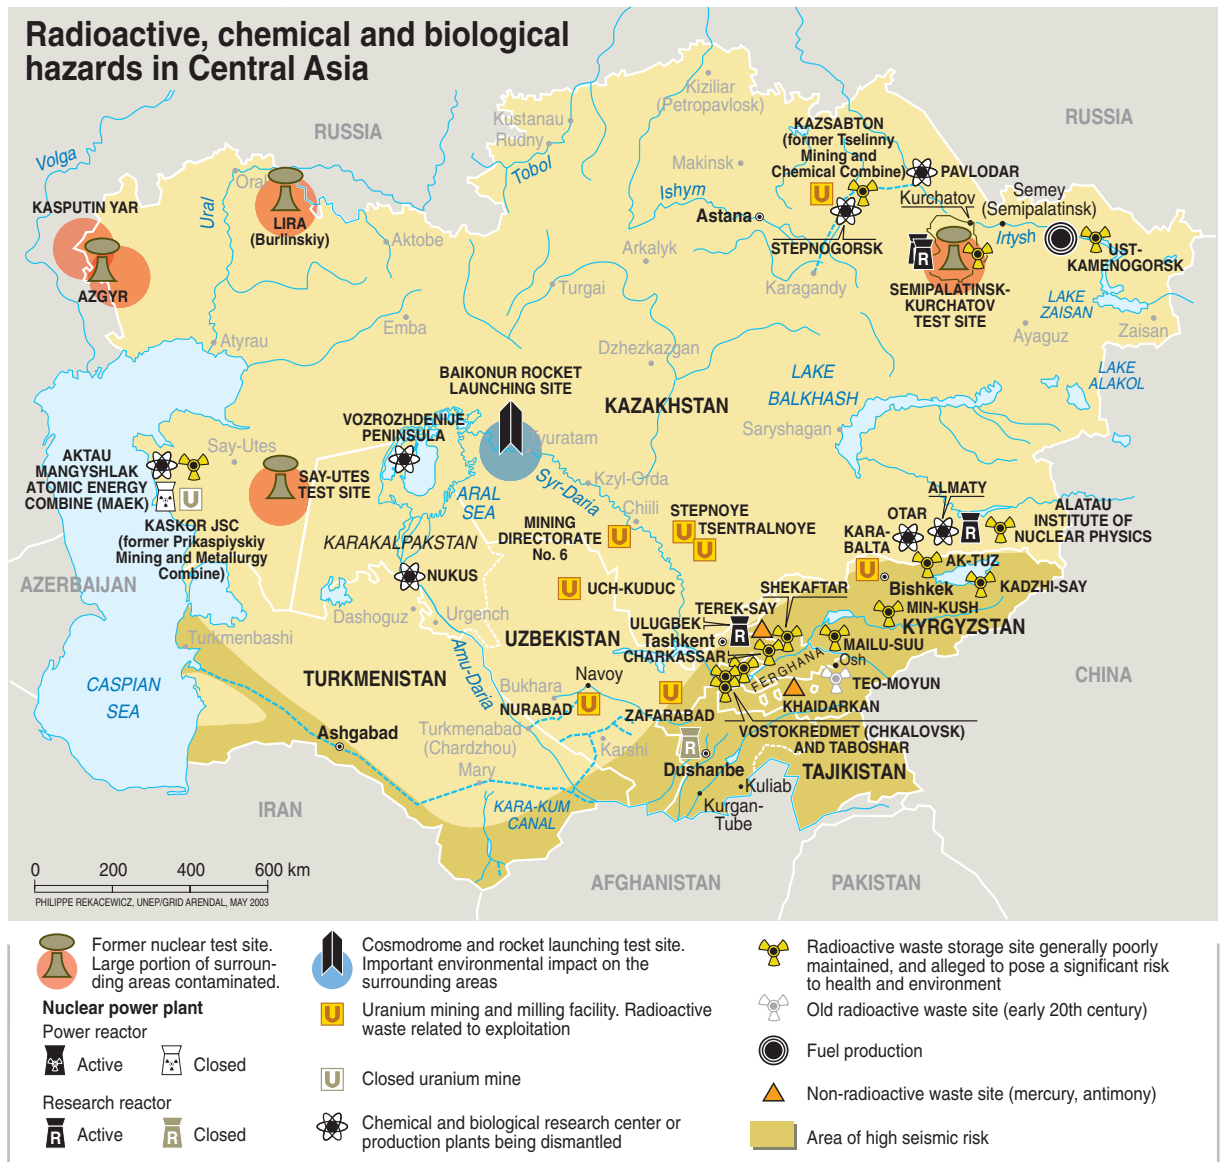 Radioactive, chemical and biological
hazards in Central Asia
RUSSIA
RUSSIA
Volga
Ural
Tobol
Ishym
Irtysh
Kiziliar
(Petropavlosk)
Kustanau
Rudny
Makinsk
KAZSABTON
(former Tselinny
Mining and
Chemical Combine)
PAVLODAR
Kurchatov
Semey
(Semipalatinsk)
Astana
STEPNOGORSK
UST-
KAMENOGORSK
SEMIPALATINSK-
KURCHATOV
TEST SITE
LAKE
ZAISAN
Zaisan
Ayaguz
Karagandy
Arkalyk
Turgai
KASPUTIN YAR
AZGYR
Oral
LIRA
(Burlinskiy)
Aktobe
Emba
Atyrau
Dzhezkazgan
LAKE
BALKHASH
LAKE
ALAKOL
Saryshagan
KAZAKHSTAN
BAIKONUR ROCKET
LAUNCHING SITE
Tyuratam
VOZROZHDENIJE
PENINSULA
ARAL
SEA
Syr-Daria
Kzyl-Orda
Chiili
Say-Utes
SAY-UTES
TEST SITE
AKTAU
MANGYSHLAK
ATOMIC ENERGY
COMBINE (MAEK)
KASKOR JSC
(former Prikaspiyskiy
Mining and Metallurgy
Combine)
KARAKALPAKSTAN
NUKUS
MINING
DIRECTORATE
No. 6
STEPNOYE
TSENTRALNOYE
UCH-KUDUC
ALMATY
OTAR
ALATAU
INSTITUTE OF
NUCLEAR PHYSICS
KARA-
BALTA
AK-TUZ
Bishkek
KADZHI-SAY
MIN-KUSH
KYRGYZSTAN
SHEKAFTAR
TEREK-SAY
ULUGBEK
Tashkent
CHARKASSAR
MAILU-SUU
Osh
FERGHANA
TEO-MOYUN
KHAIDARKAN
VOSTOKREDMET (CHKALOVSK)
AND TABOSHAR
AZERBAIJAN
Turkmenbashi
CASPIAN
SEA
Dashoguz
Urgench
UZBEKISTAN
TURKMENISTAN
Amu-Daria
Bukhara
Navoy
NURABAD
ZAFARABAD
Turkmenabad
(Chardzhou)
Karshi
Mary
Ashgabad
KARA-KUM
CANAL
Dushanbe
Kuliab
Kurgan-
Tube
TAJIKISTAN
CHINA
IRAN
AFGHANISTAN
PAKISTAN
0 200 400 600 km
PHILIPPE REKACEWICZ, UNEP/GRID ARENDAL, MAY 2003
U
U
U
U
U
U
U
U
R
R
R
R
U
Former nuclear test site.
Large portion of surroun-
ding areas contaminated.
Nuclear power plant
Power reactor
Active
Closed
Research reactor
R Active
R Closed
Cosmodrome and rocket launching test site.
Important environmental impact on the
surrounding areas
U Uranium mining and milling facility. Radioactive
waste related to exploitation
U Closed uranium mine
Chemical and biological research center or
production plants being dismantled
Radioactive waste storage site generally poorly
maintained, and alleged to pose a significant risk
to health and environment
Old radioactive waste site (early 20th century)
Fuel production
Non-radioactive waste site (mercury, antimony)
Area of high seismic risk